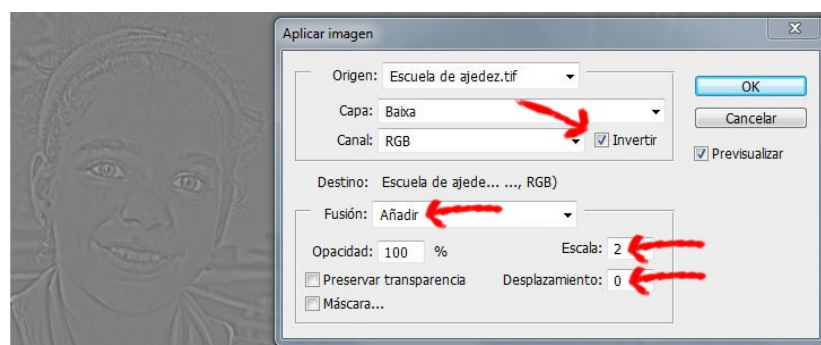 Aplicar imagen
Origen: Escuela de ajedez.tif
OK
Capa: Baixa
Cancelar
Canal: RGB
Invertir
Previsualizar
Destino: Escuela de ajede... ..., RGB)
Fusión: Añadir
Opacidad: 100 %
Escala: 2
Preservar transparencia
Desplazamiento: 0
Máscara...